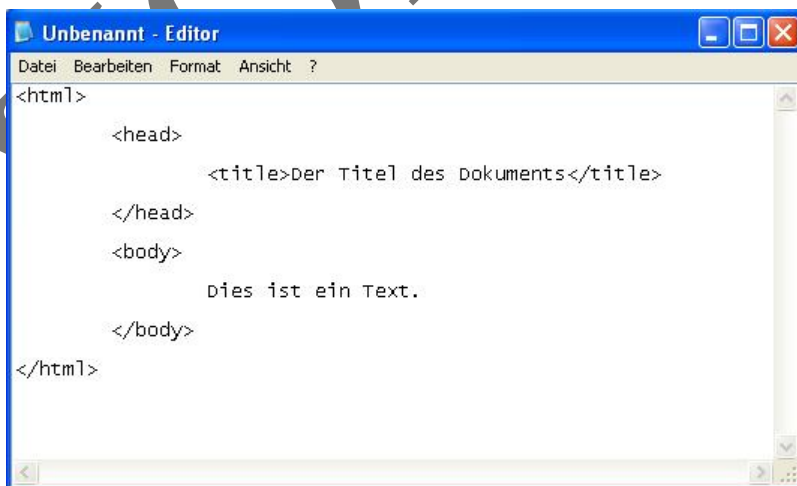 Unbenannt - Editor
Datei Bearbeiten Format Ansicht ?
<html>
<head>
<title>Der Titel des Dokuments</title>
</head>
<body>
Dies ist ein Text.
</body>
</html>